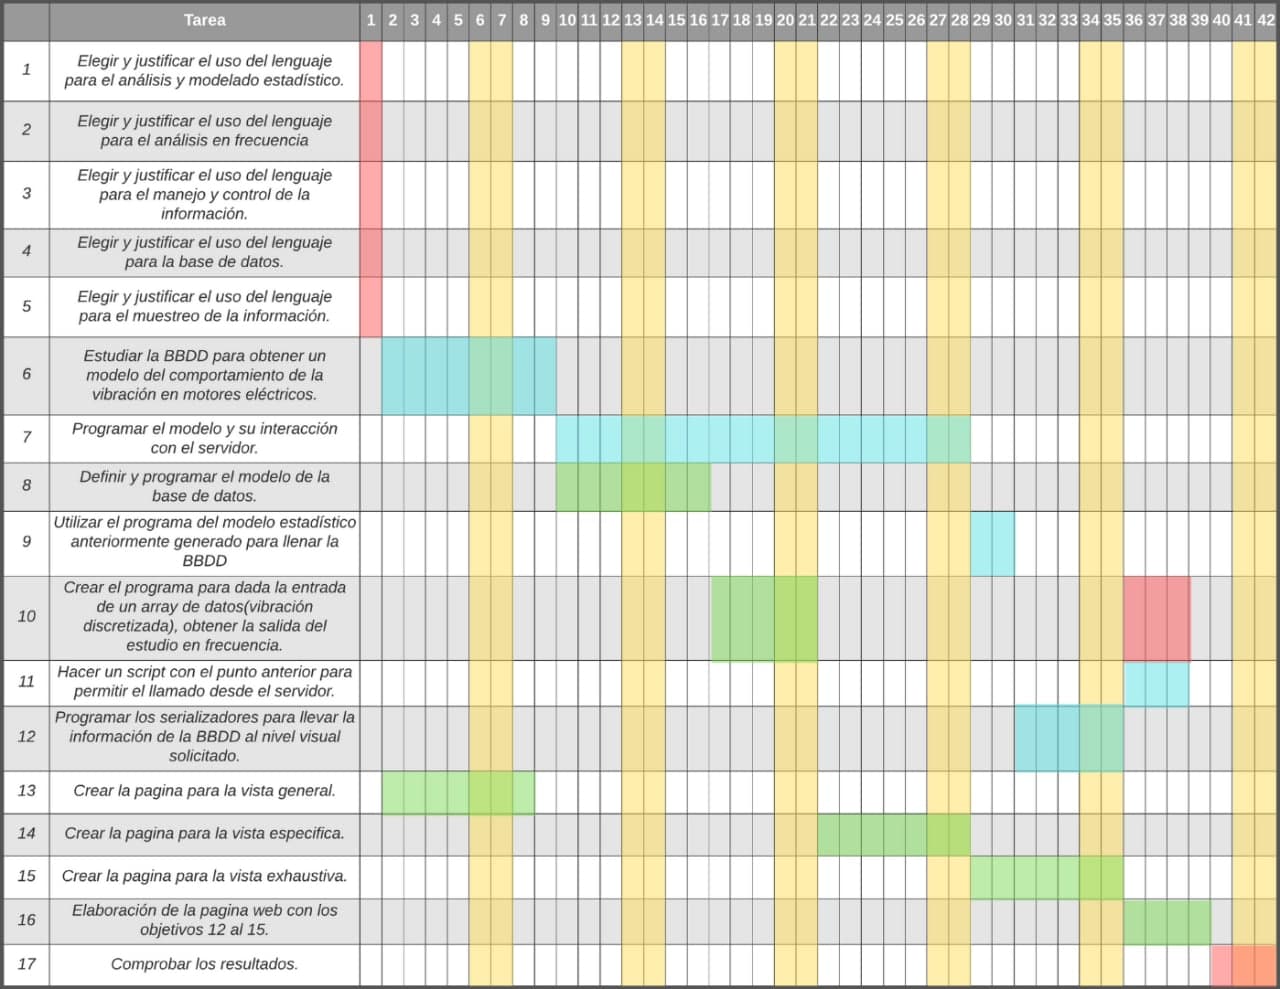 Tarea 1 2 3 4 5 6 7 8 9 10 11 12 13 14 15 16 17 18 19 20 21 22 23 24 25 26 27 28 29 30 31 32 33 34 35 36 37 38 39 40 41 42
1 Elegir y justificar el uso del lenguaje
para el análisis y modelado estadístico.
2 Elegir y justificar el uso del lenguaje
para el análisis en frecuencia
3 Elegir y justificar el uso del lenguaje
para el manejo y control de la
información.
4 Elegir y justificar el uso del lenguaje
para la base de datos.
5 Elegir y justificar el uso del lenguaje
para el muestreo de la información.
6 Estudiar la BBDD para obtener un
modelo del comportamiento de la
vibración en motores eléctricos.
7 Programar el modelo y su interacción
con el servidor.
8 Definir y programar el modelo de la
base de datos.
9 Utilizar el programa del modelo estadístico
anteriormente generado para llenar la
BBDD
10 Crear el programa para dada la entrada
de un array de datos(vibración
discretizada), obtener la salida del
estudio en frecuencia.
11 Hacer un script con el punto anterior para
permitir el llamado desde el servidor.
12 Programar los serializadores para llevar la
información de la BBDD al nivel visual
solicitado.
13 Crear la pagina para la vista general.
14 Crear la pagina para la vista especifica.
15 Crear la pagina para la vista exhaustiva.
16 Elaboración de la pagina web con los
objetivos 12 al 15.
17 Comprobar los resultados.